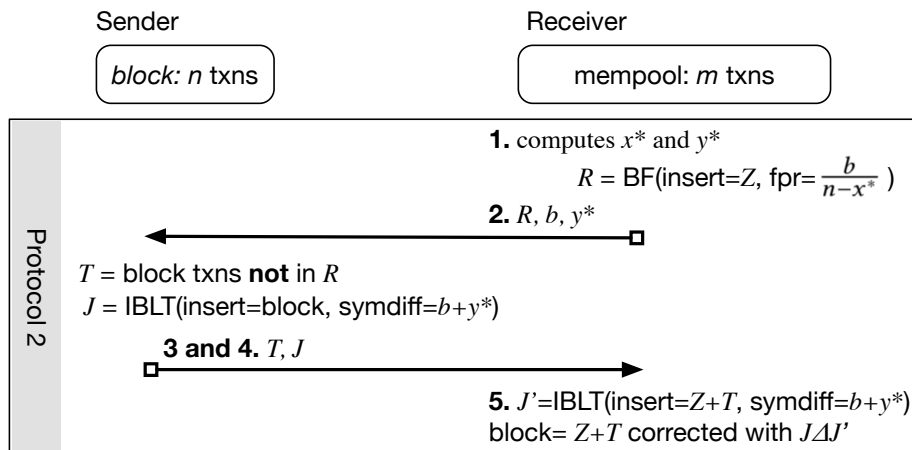 Sender
Receiver
block: n txns
mempool: m txns
Protocol 2
1. computes x* and y*
R = BF(insert=Z, fpr= b/(n−x*) )
2. R, b, y*
T = block txns not in R
J = IBLT(insert=block, symdiff=b+y*)
3 and 4. T, J
5. J’=IBLT(insert=Z+T, symdiff=b+y*)
block= Z+T corrected with JΔJ’